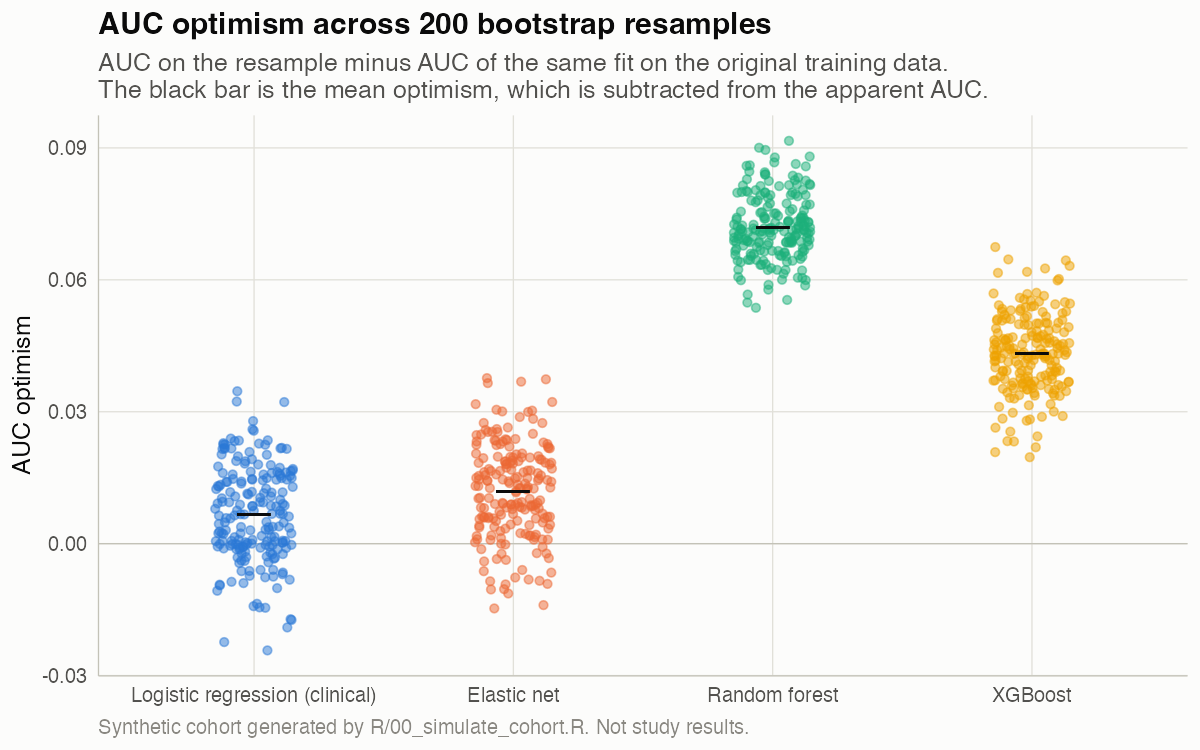 AUC optimism across 200 bootstrap resamples
AUC on the resample minus AUC of the same fit on the original training data.
The black bar is the mean optimism, which is subtracted from the apparent AUC.
AUC optimism
0.09
0.06
0.03
0.00
-0.03
Logistic regression (clinical)
Elastic net
Random forest
XGBoost
Synthetic cohort generated by R/00_simulate_cohort.R. Not study results.